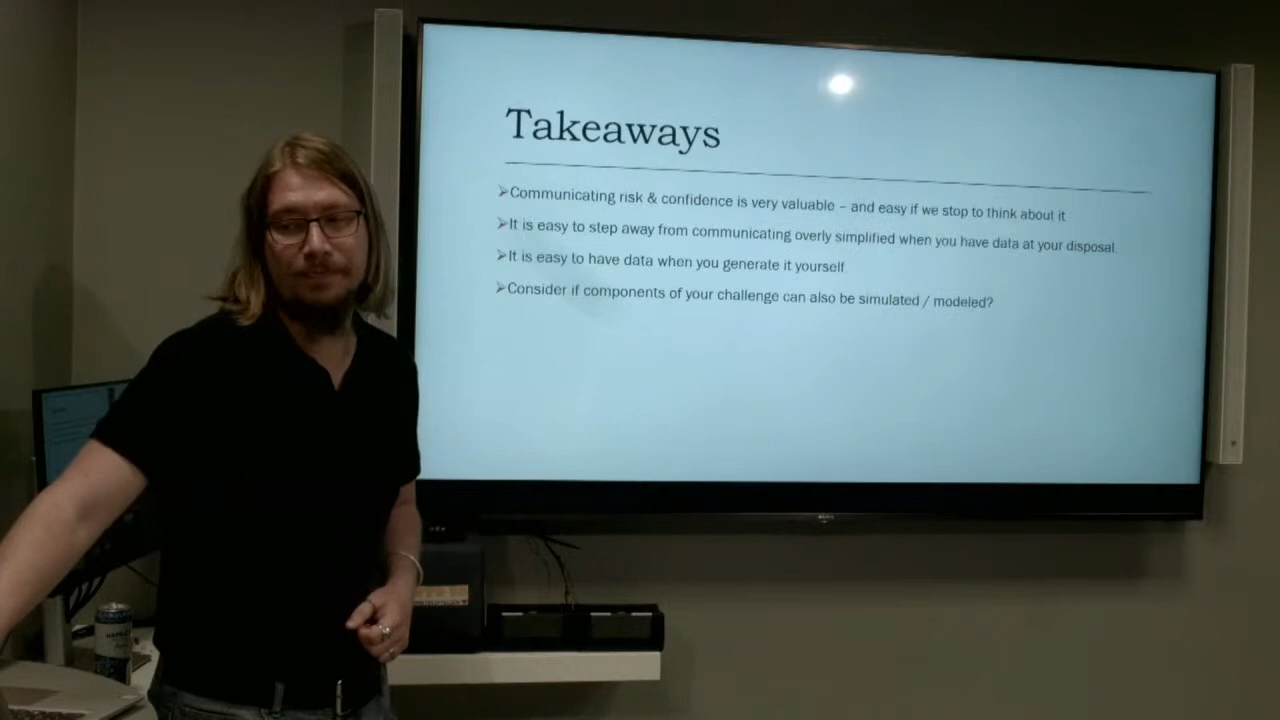 Takeaways
➢Communicating risk & confidence is very valuable – and easy if we stop to think about it
➢It is easy to step away from communicating overly simplified when you have data at your disposal.
➢It is easy to have data when you generate it yourself
➢Consider if components of your challenge can also be simulated / modeled?
SONY